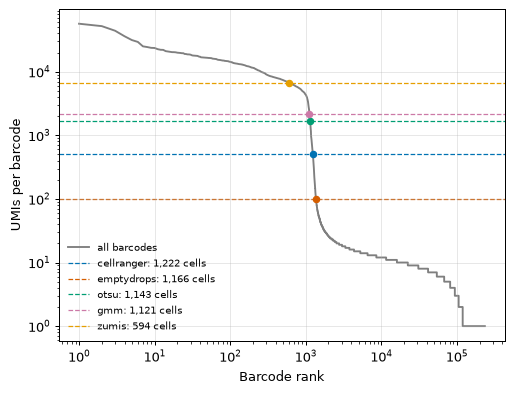 10⁴
10³
10²
10¹
10⁰
UMIs per barcode
all barcodes
cellranger: 1,222 cells
emptydrops: 1,166 cells
otsu: 1,143 cells
gmm: 1,121 cells
zumis: 594 cells
10⁰ 10¹ 10² 10³ 10⁴ 10⁵
Barcode rank